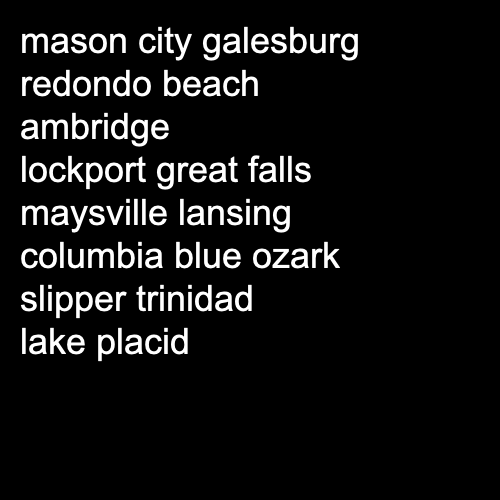 mason city galesburg
redondo beach
ambridge
lockport great falls
maysville lansing
columbia blue ozark
slipper trinidad
lake placid